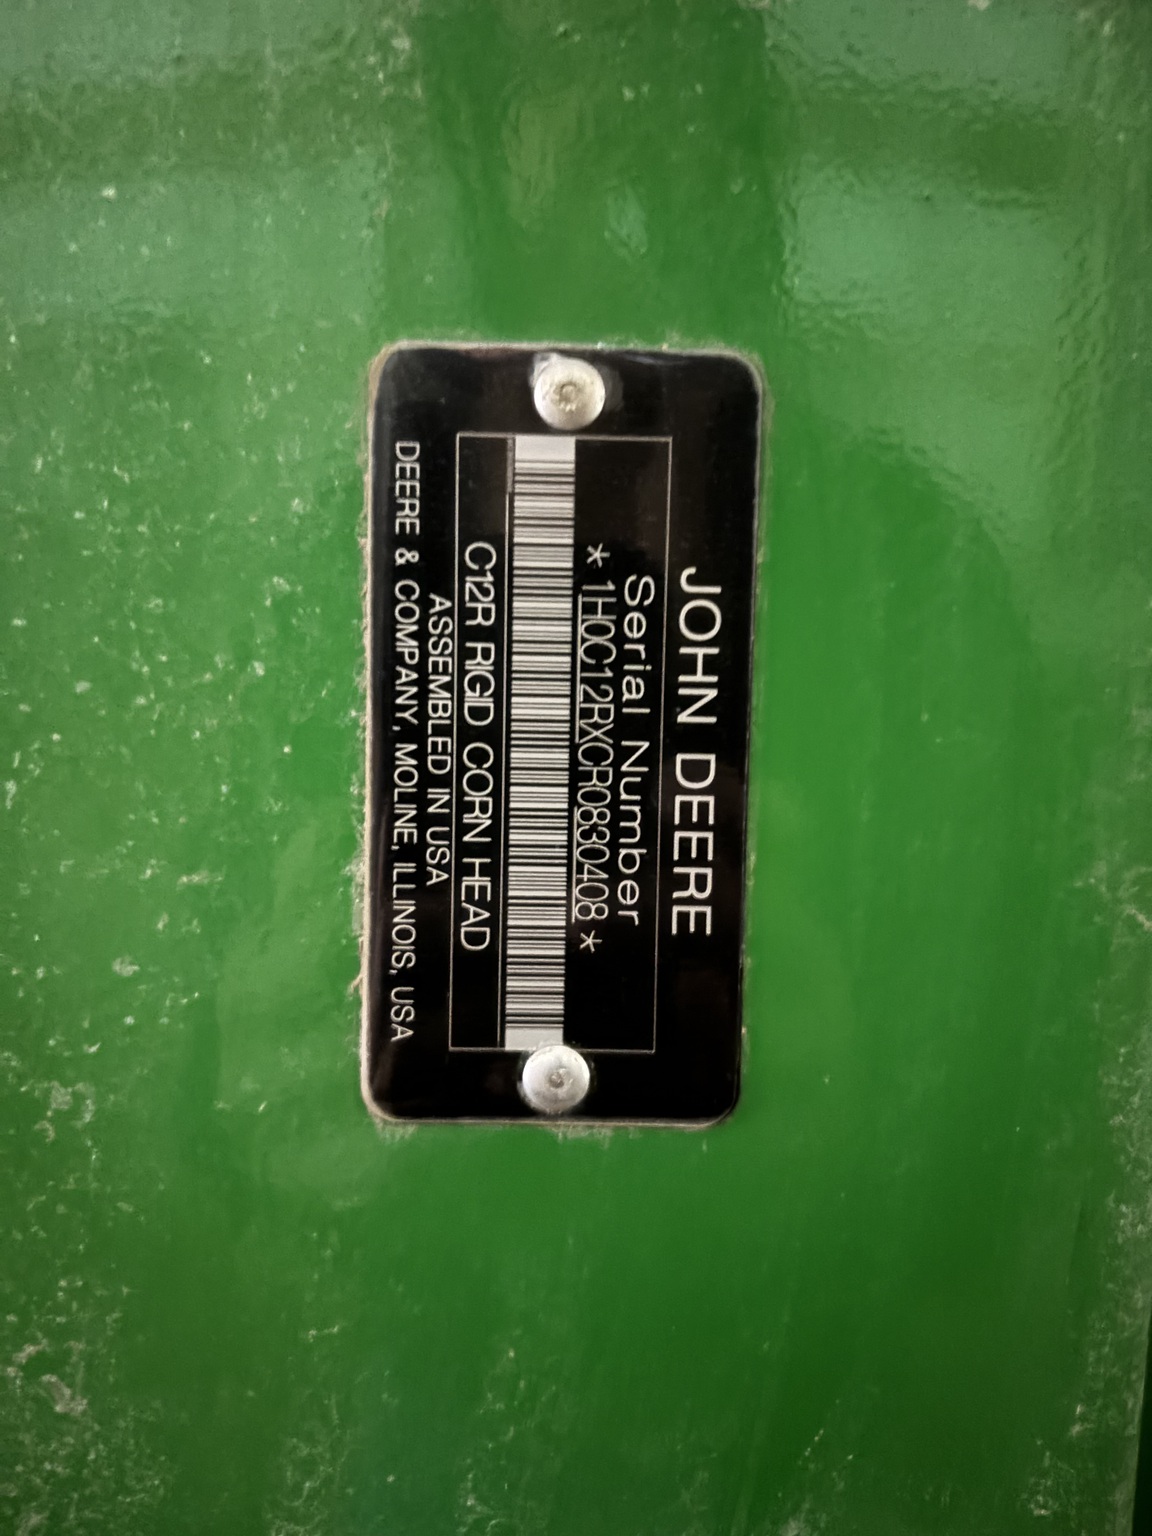 JOHN DEERE
Serial Number
*1H0C12RXCR0830408*
C12R RIGID CORN HEAD
ASSEMBLED IN USA
DEERE & COMPANY, MOLINE, ILLINOIS, USA